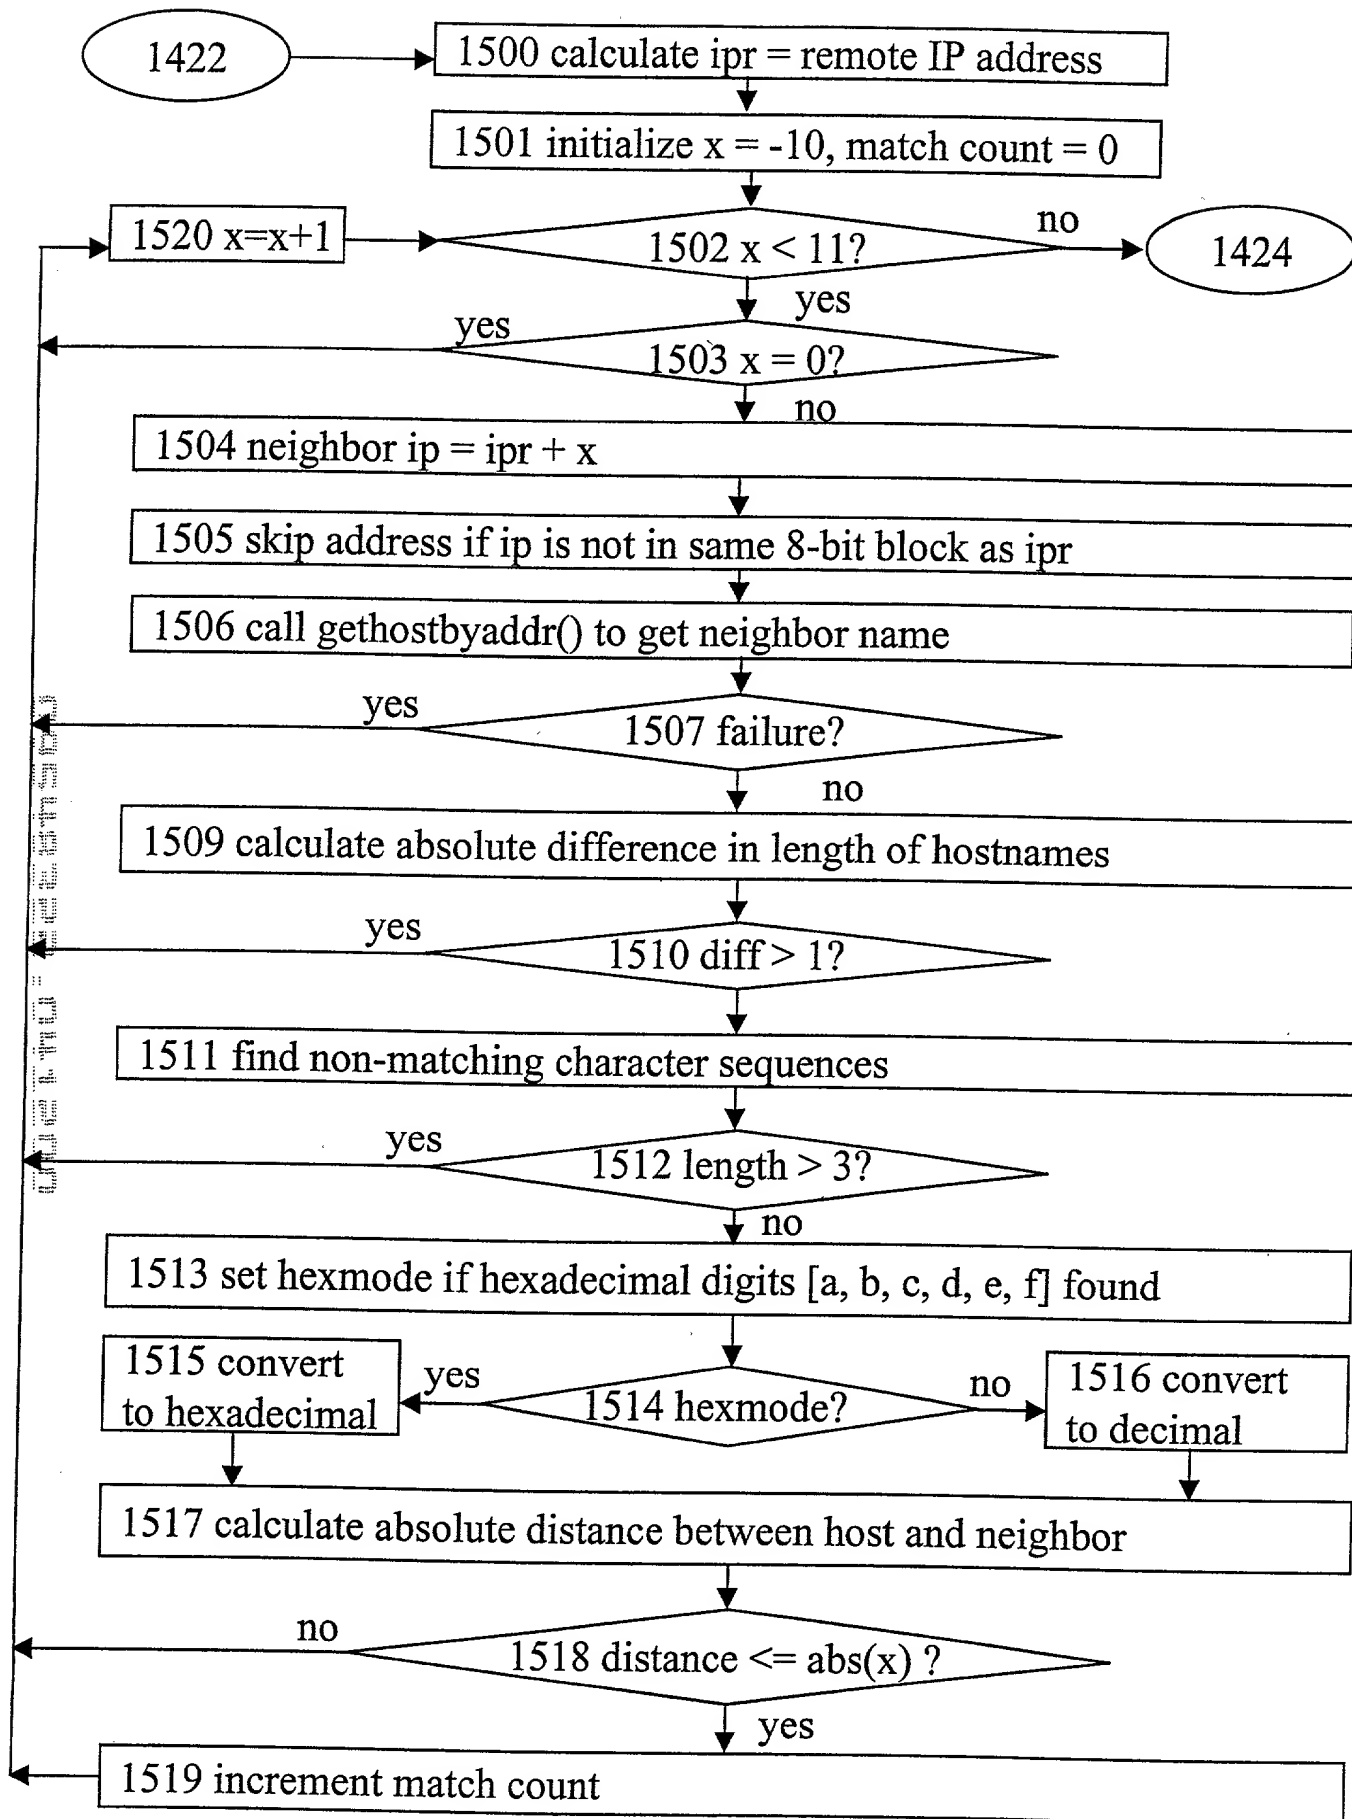 1422
1500 calculate ipr = remote IP address
1501 initialize x = -10, match count = 0
1520 x=x+1
1502 x < 11?
no
1424
yes
yes
1503 x = 0?
no
1504 neighbor ip = ipr + x
1505 skip address if ip is not in same 8-bit block as ipr
1506 call gethostbyaddr() to get neighbor name
yes
1507 failure?
no
1509 calculate absolute difference in length of hostnames
yes
1510 diff > 1?
1511 find non-matching character sequences
yes
1512 length > 3?
no
1513 set hexmode if hexadecimal digits [a, b, c, d, e, f] found
1515 convert
to hexadecimal
yes
1514 hexmode?
no
1516 convert
to decimal
1517 calculate absolute distance between host and neighbor
no
1518 distance <= abs(x) ?
yes
1519 increment match count